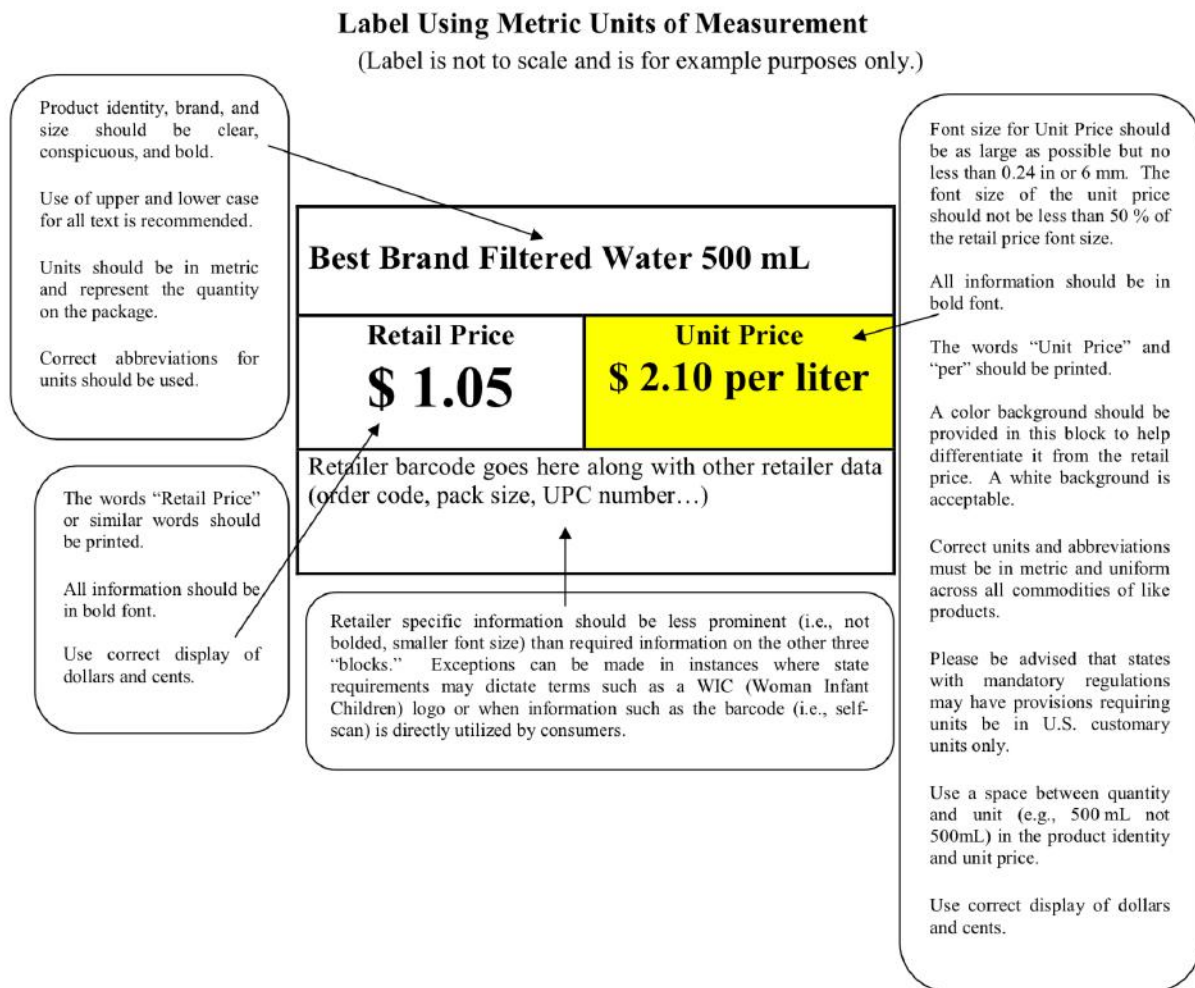 Label Using Metric Units of Measurement
(Label is not to scale and is for example purposes only.)
Product identity, brand, and
size should be clear,
conspicuous, and bold.
Use of upper and lower case
for all text is recommended.
Units should be in metric
and represent the quantity
on the package.
Correct abbreviations for
units should be used.
The words “Retail Price”
or similar words should
be printed.
All information should be
in bold font.
Use correct display of
dollars and cents.
Best Brand Filtered Water 500 mL
Retail Price
$ 1.05
Unit Price
$ 2.10 per liter
Retailer barcode goes here along with other retailer data
(order code, pack size, UPC number…)
Retailer specific information should be less prominent (i.e., not
bolded, smaller font size) than required information on the other three
“blocks.” Exceptions can be made in instances where state
requirements may dictate terms such as a WIC (Woman Infant
Children) logo or when information such as the barcode (i.e., self-
scan) is directly utilized by consumers.
Font size for Unit Price should
be as large as possible but no
less than 0.24 in or 6 mm. The
font size of the unit price
should not be less than 50 % of
the retail price font size.
All information should be in
bold font.
The words “Unit Price” and
“per” should be printed.
A color background should be
provided in this block to help
differentiate it from the retail
price. A white background is
acceptable.
Correct units and abbreviations
must be in metric and uniform
across all commodities of like
products.
Please be advised that states
with mandatory regulations
may have provisions requiring
units be in U.S. customary
units only.
Use a space between quantity
and unit (e.g., 500 mL not
500mL) in the product identity
and unit price.
Use correct display of dollars
and cents.